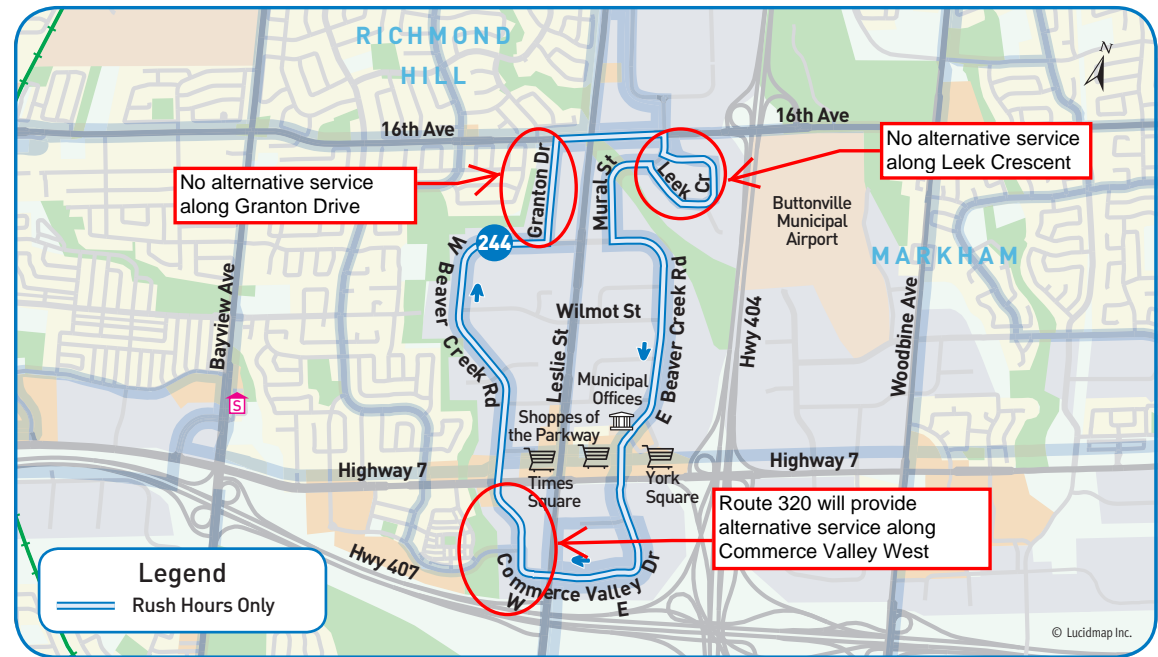 RICHMOND
HILL
N
16th Ave
16th Ave
No alternative service
along Granton Drive
No alternative service
along Leek Crescent
Granton Dr
Mural St
Leek
Cr
Buttonville
Municipal
Airport
244
MARKHAM
W Beaver Creek Rd
Bayview Ave
Wilmot St
Leslie St
E Beaver Creek Rd
Hwy 404
Woodbine Ave
Municipal
Offices
S
Shoppes of
the Parkway
Highway 7
Highway 7
Times
Square
York
Square
Route 320 will provide
alternative service along
Commerce Valley West
Hwy 407
Commerce Valley Dr
W
E
Legend
Rush Hours Only
© Lucidmap Inc.